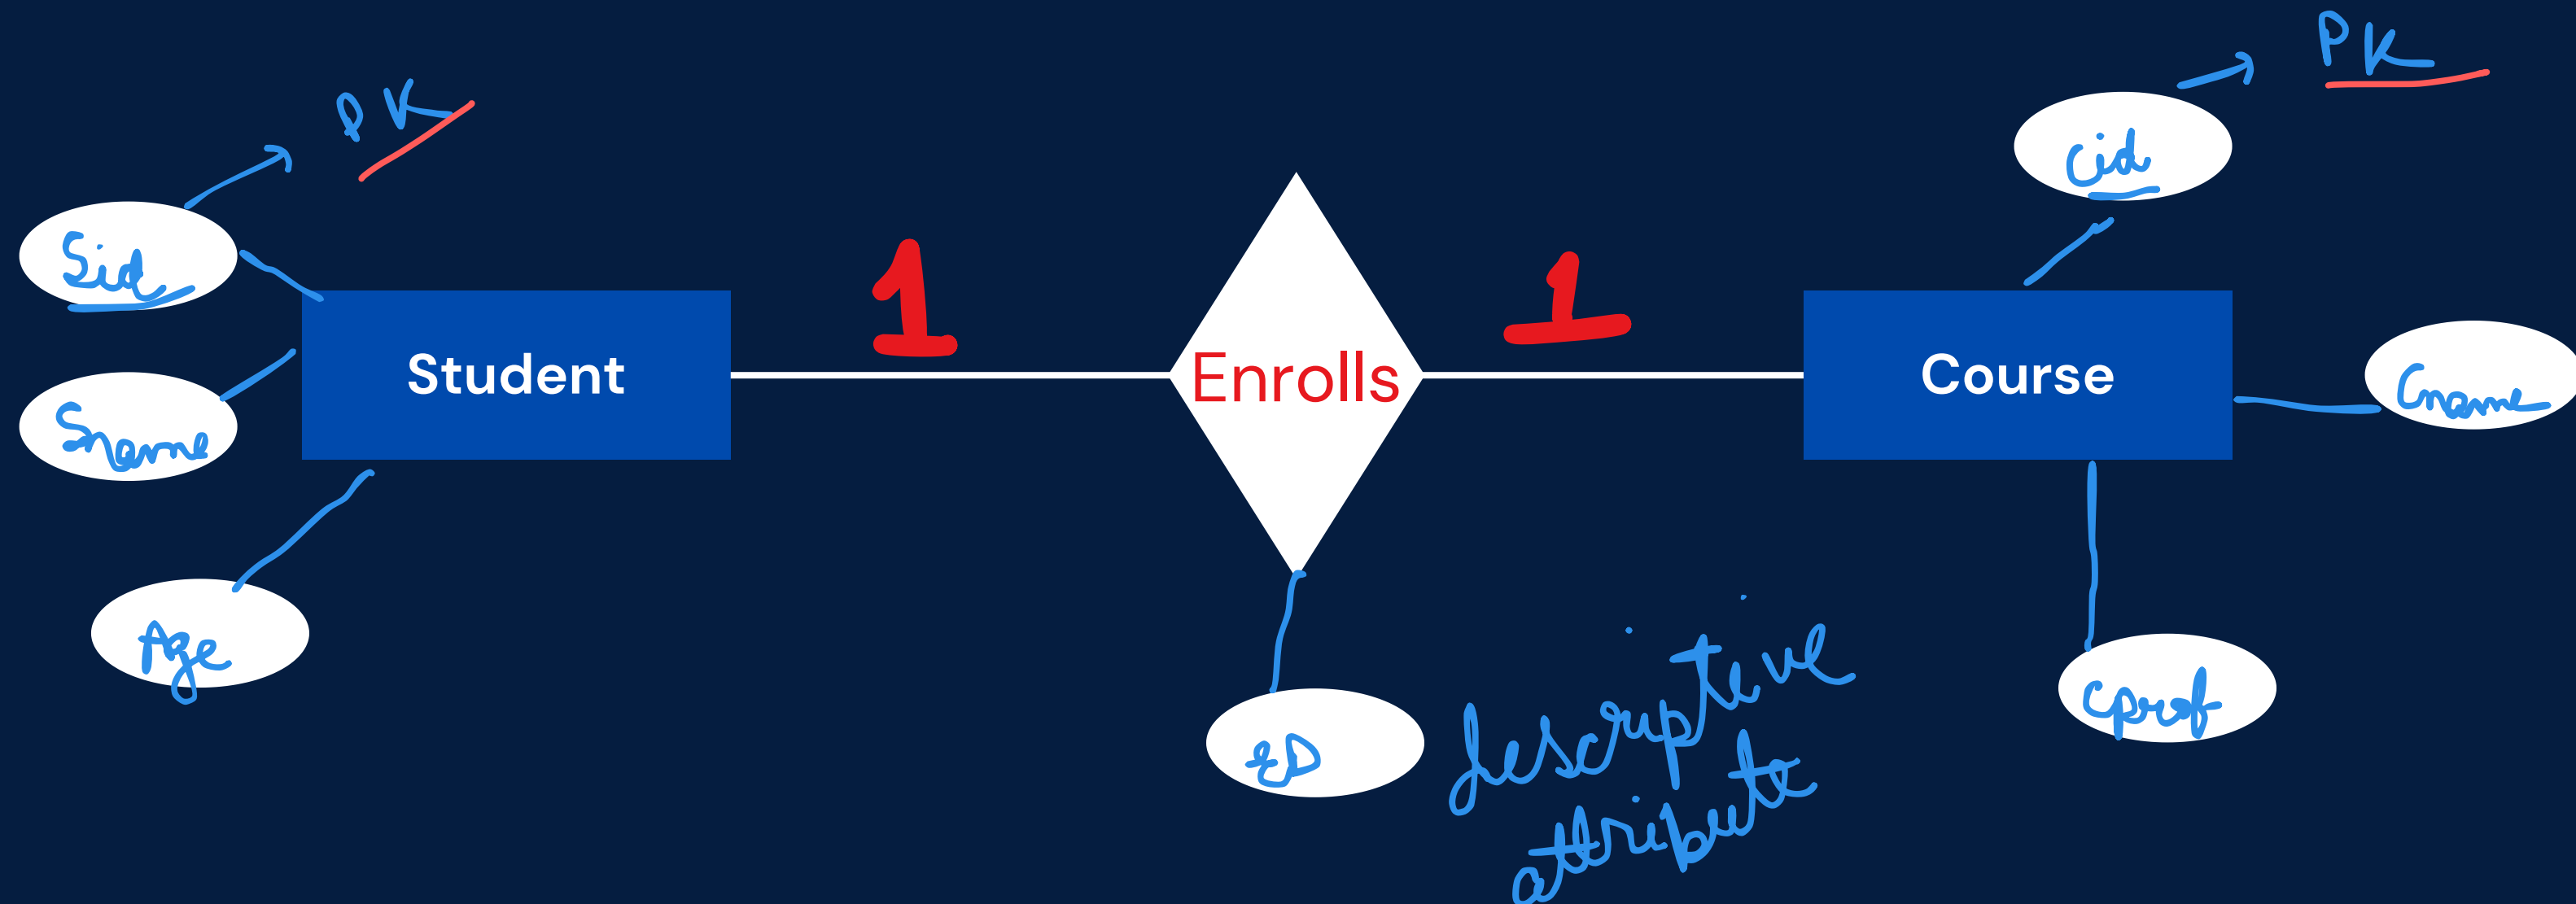 PK
PK
Cid
Sid
1
1
Student
Enrolls
Course
Cname
Sname
Age
Cprof
ED
descriptive
attribute